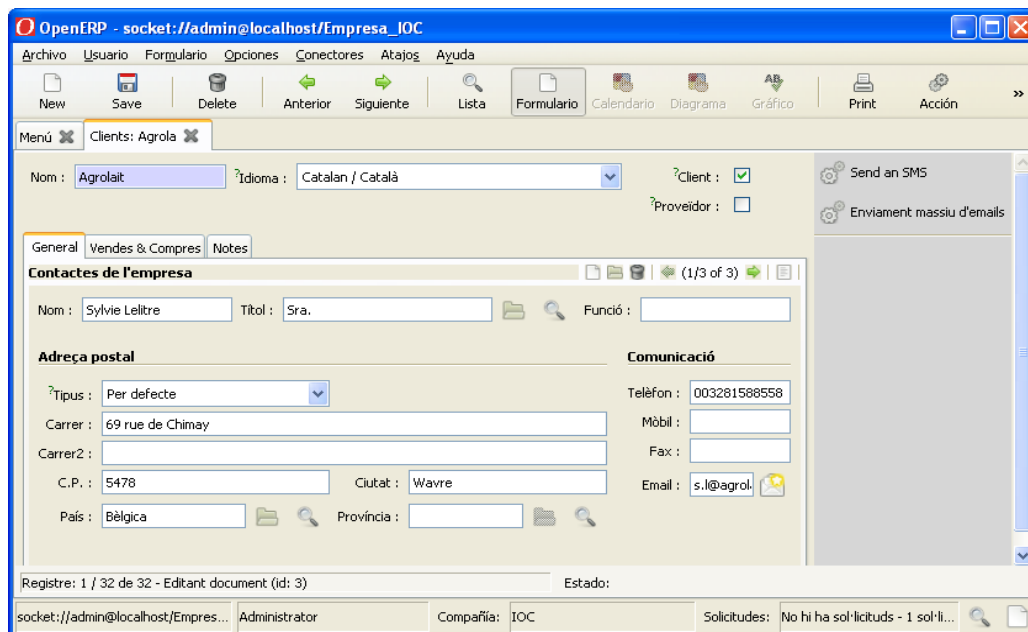 OpenERP - socket://admin@localhost/Empresa_IOC
Archivo Usuario Formulario Opciones Conectores Atajos Ayuda
New Save Delete Anterior Siguiente Lista Formulario Calendario Diagrama Gráfico Print Acción »
Menú Clients: Agrola
Nom : Agrolait ?Idioma : Catalan / Català ?Client : Send an SMS
?Proveïdor : Enviament massiu d'emails
General Vendes & Compres Notes
Contactes de l'empresa (1/3 of 3)
Nom : Sylvie Lelitre Títol : Sra. Funció :
Adreça postal Comunicació
?Tipus : Per defecte Telèfon : 003281588558
Carrer : 69 rue de Chimay Mòbil :
Carrer2 : Fax :
C.P. : 5478 Ciutat : Wavre Email : s.l@agrol
País : Bèlgica Província :
Registre: 1 / 32 de 32 - Editant document (id: 3) Estado:
socket://admin@localhost/Empres... Administrator Compañía: IOC Solicitudes: No hi ha sol·licituds - 1 sol·li...